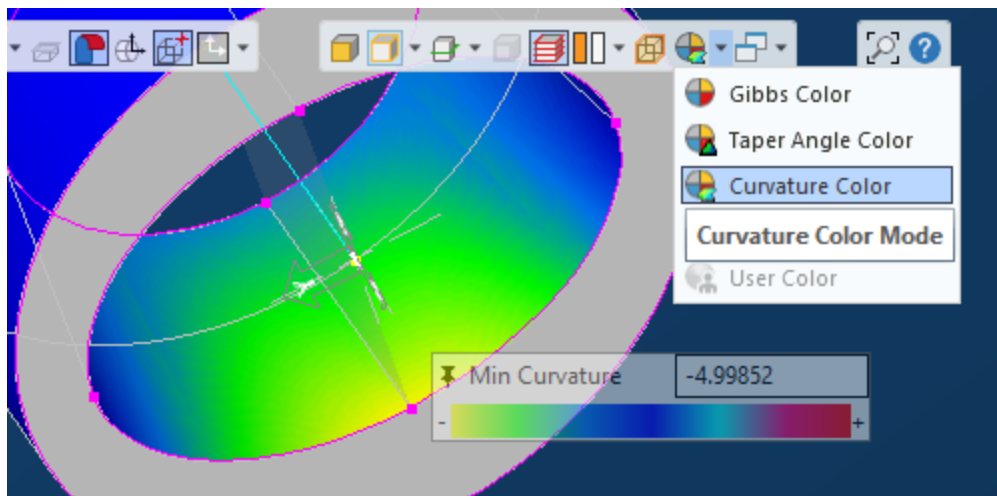 ?
Gibbs Color
Taper Angle Color
Curvature Color
Curvature Color Mode
User Color
Min Curvature -4.99852
- +